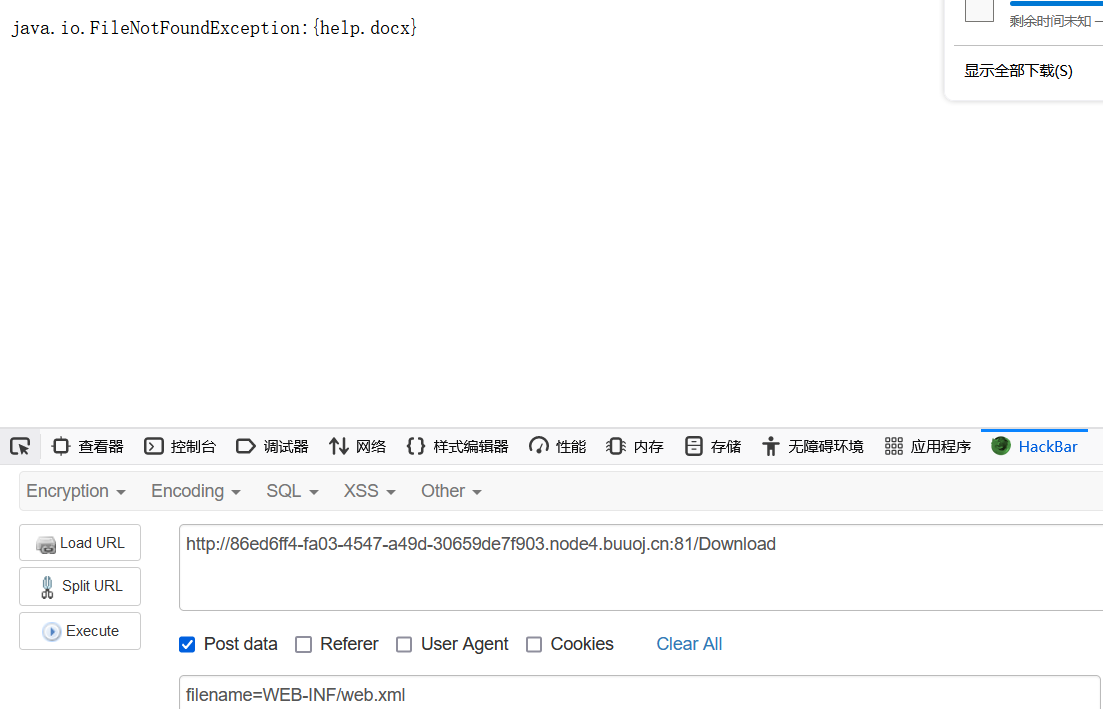 java.io.FileNotFoundException:{help.docx}
剩余时间未知 —
显示全部下载(S)
查看器 控制台 调试器 网络 样式编辑器 性能 内存 存储 无障碍环境 应用程序 HackBar
Encryption Encoding SQL XSS Other
Load URL
http://86ed6ff4-fa03-4547-a49d-30659de7f903.node4.buuoj.cn:81/Download
Split URL
Execute
Post data Referer User Agent Cookies Clear All
filename=WEB-INF/web.xml